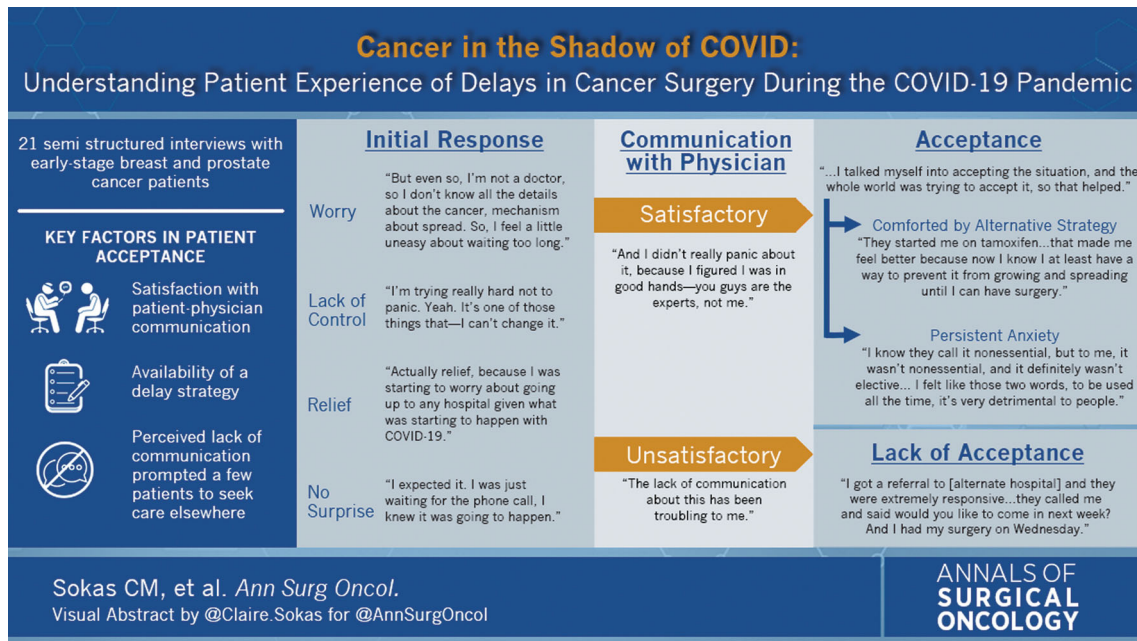 Cancer in the Shadow of COVID:
Understanding Patient Experience of Delays in Cancer Surgery During the COVID-19 Pandemic
21 semi structured interviews with
early-stage breast and prostate
cancer patients
KEY FACTORS IN PATIENT
ACCEPTANCE
Satisfaction with
patient-physician
communication
Availability of a
delay strategy
Perceived lack of
communication
prompted a few
patients to seek
care elsewhere
Initial Response
Worry
“But even so, I’m not a doctor,
so I don’t know all the details
about the cancer, mechanism
about spread. So, I feel a little
uneasy about waiting too long.”
Lack of
Control
“I’m trying really hard not to
panic. Yeah. It’s one of those
things that—I can’t change it.”
Relief
“Actually relief, because I was
starting to worry about going
up to any hospital given what
was starting to happen with
COVID-19.”
No
Surprise
“I expected it. I was just
waiting for the phone call, I
knew it was going to happen.”
Communication
with Physician
Satisfactory
“And I didn’t really panic about
it, because I figured I was in
good hands—you guys are the
experts, not me.”
Unsatisfactory
“The lack of communication
about this has been
troubling to me.”
Acceptance
“...I talked myself into accepting the situation, and the
whole world was trying to accept it, so that helped.”
Comforted by Alternative Strategy
“They started me on tamoxifen...that made me
feel better because now I know I at least have a
way to prevent it from growing and spreading
until I can have surgery.”
Persistent Anxiety
“I know they call it nonessential, but to me, it
wasn’t nonessential, and it definitely wasn’t
elective... I felt like those two words, to be used
all the time, it’s very detrimental to people.”
Lack of Acceptance
“I got a referral to [alternate hospital] and they
were extremely responsive...they called me
and said would you like to come in next week?
And I had my surgery on Wednesday.”
Sokas CM, et al. Ann Surg Oncol.
Visual Abstract by @Claire.Sokas for @AnnSurgOncol
ANNALS OF
SURGICAL
ONCOLOGY